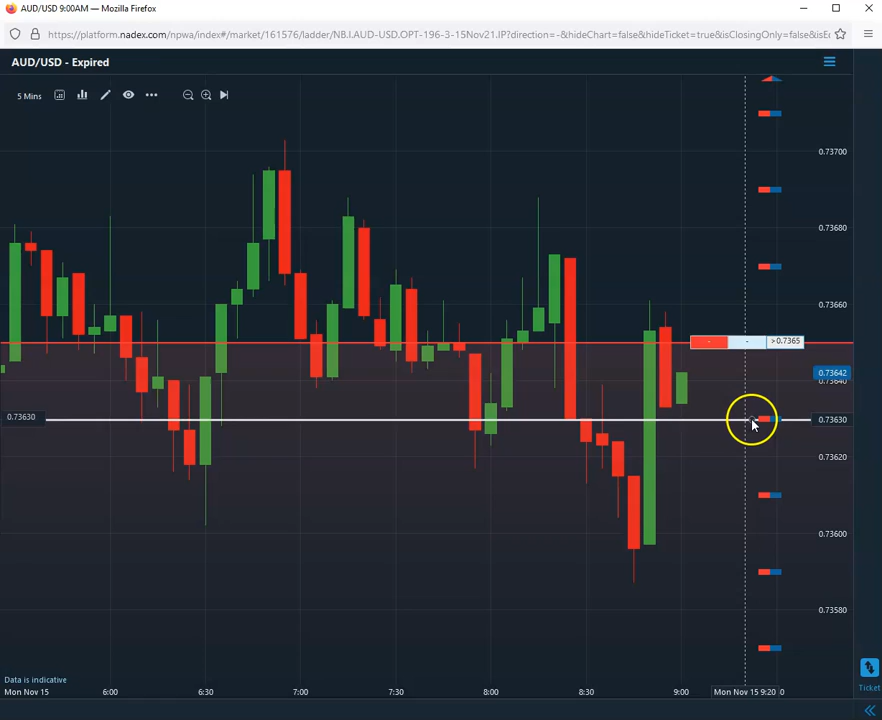 AUD/USD 9:00AM — Mozilla Firefox
https://platform.nadex.com/npwa/index#/market/161576/ladder/NB.I.AUD-USD.OPT-196-3-15Nov21.IP?direction=-&hideChart=false&hideTicket=true&isClosingOnly=false&isE
AUD/USD - Expired
5 Mins
0.73700
0.73680
0.73660
- - >0.7365
0.73642
0.73640
0.73630
0.73630
0.73620
0.73600
0.73580
Data is indicative
Ticket
Mon Nov 15 6:00 6:30 7:00 7:30 8:00 8:30 9:00 Mon Nov 15 9:20 0